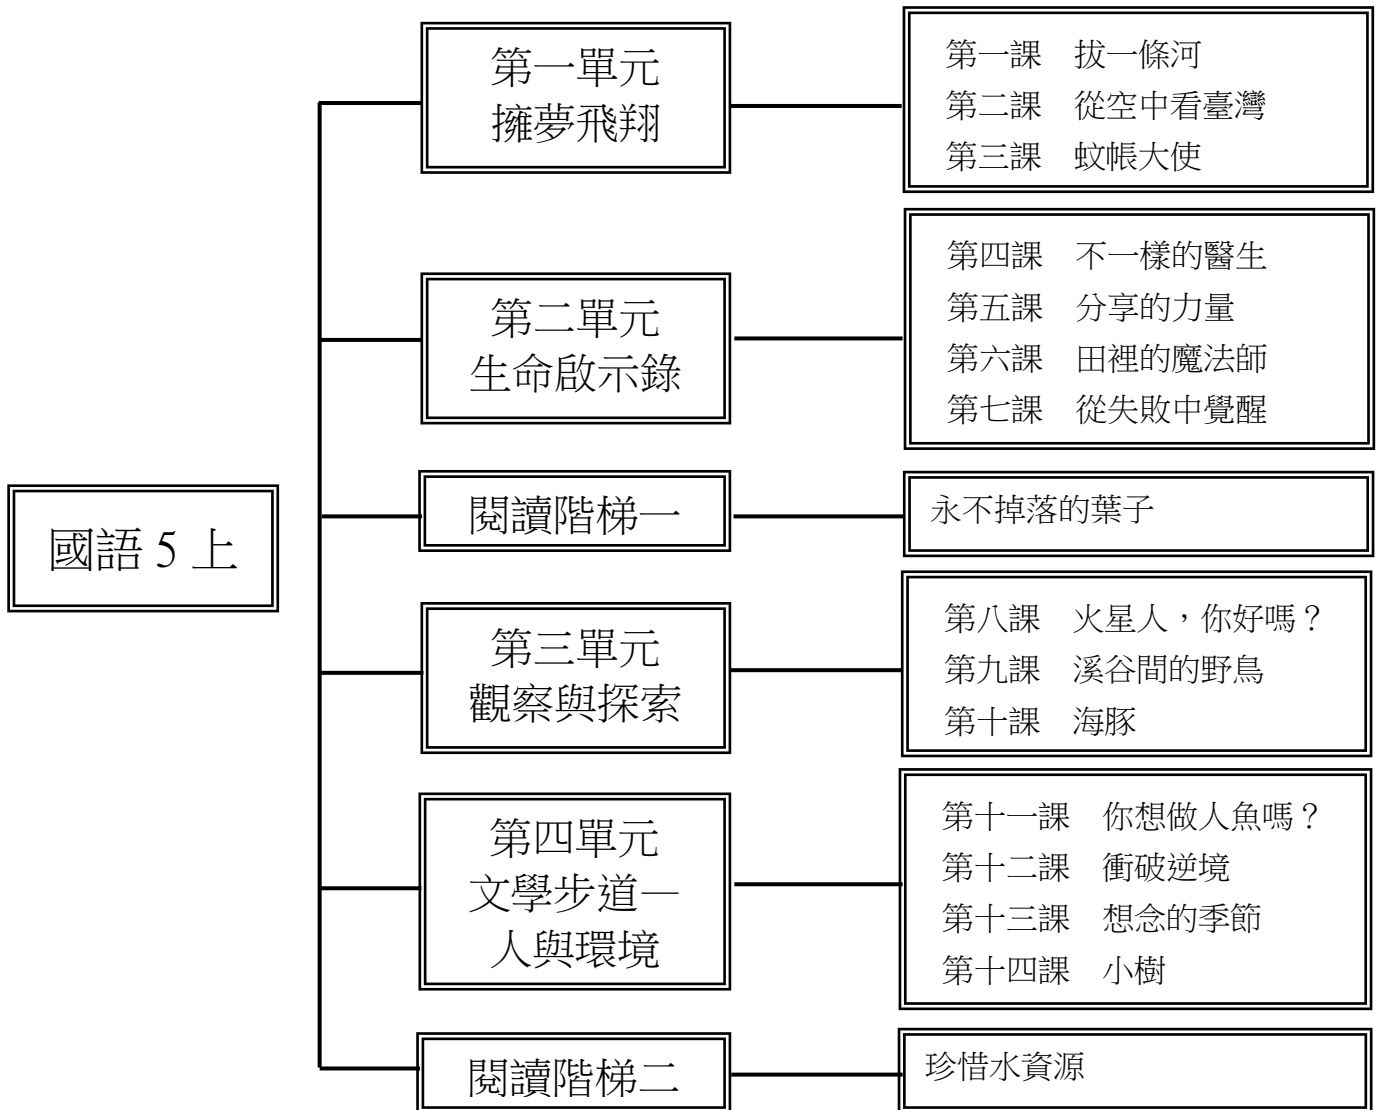 國語 5 上
第一單元
擁夢飛翔
第一課　拔一條河
第二課　從空中看臺灣
第三課　蚊帳大使
第二單元
生命啟示錄
第四課　不一樣的醫生
第五課　分享的力量
第六課　田裡的魔法師
第七課　從失敗中覺醒
閱讀階梯一
永不掉落的葉子
第三單元
觀察與探索
第八課　火星人，你好嗎？
第九課　溪谷間的野鳥
第十課　海豚
第四單元
文學步道—
人與環境
第十一課　你想做人魚嗎？
第十二課　衝破逆境
第十三課　想念的季節
第十四課　小樹
閱讀階梯二
珍惜水資源